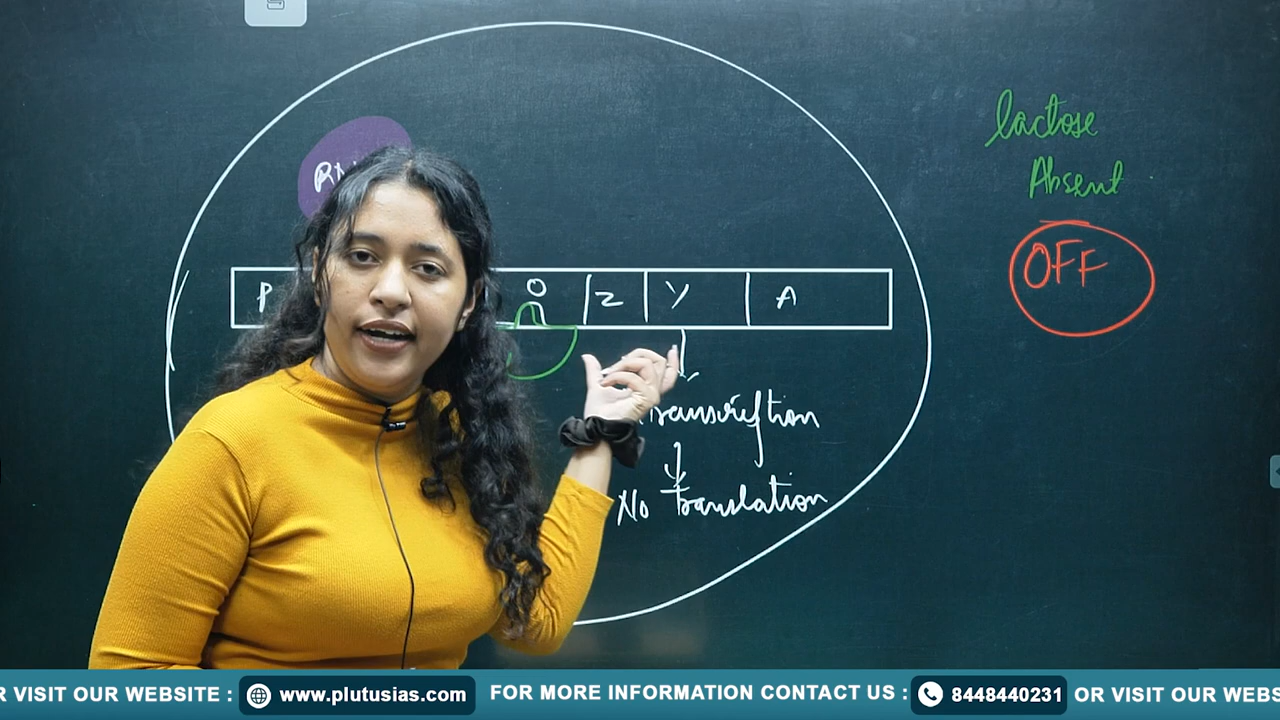 lactose
Absent
OFF
P
O Z Y A
Transcription
No Translation
R VISIT OUR WEBSITE : www.plutusias.com FOR MORE INFORMATION CONTACT US : 8448440231 OR VISIT OUR WEBS